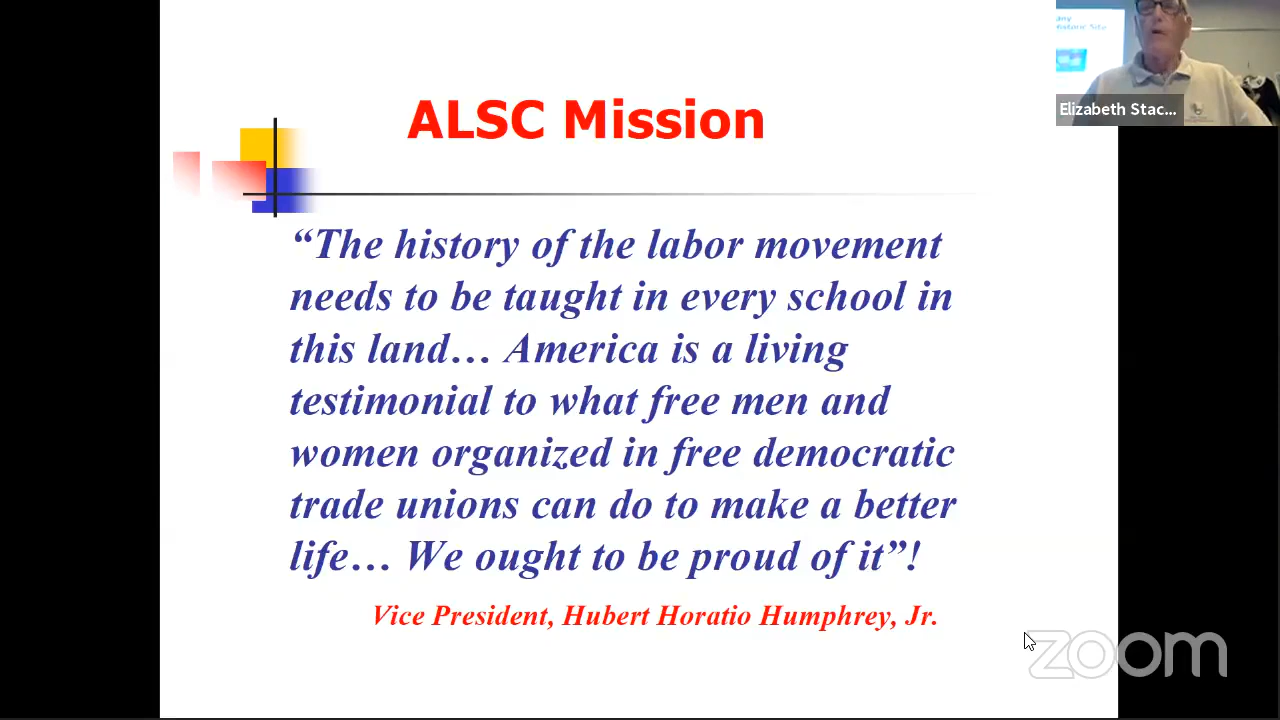 ALSC Mission
“The history of the labor movement
needs to be taught in every school in
this land… America is a living
testimonial to what free men and
women organized in free democratic
trade unions can do to make a better
life… We ought to be proud of it”!
Vice President, Hubert Horatio Humphrey, Jr.
Elizabeth Stac...
zoom